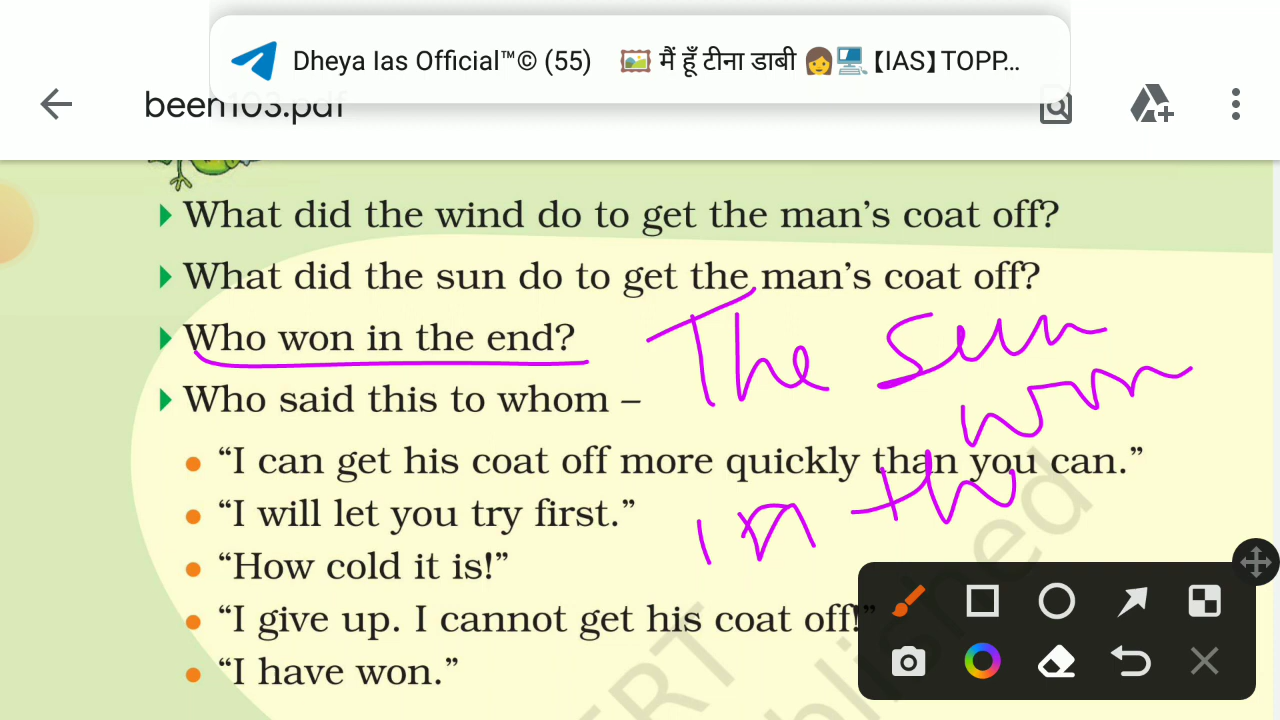 Dheya Ias Official™© (55) 🖼️ मैं हूँ टीना डाबी 👩💻【IAS】TOPP...
been103.pdf
What did the wind do to get the man's coat off?
What did the sun do to get the man's coat off?
Who won in the end?
The Sun
won
in the
Who said this to whom –
"I can get his coat off more quickly than you can."
"I will let you try first."
"How cold it is!"
"I give up. I cannot get his coat off!"
"I have won."